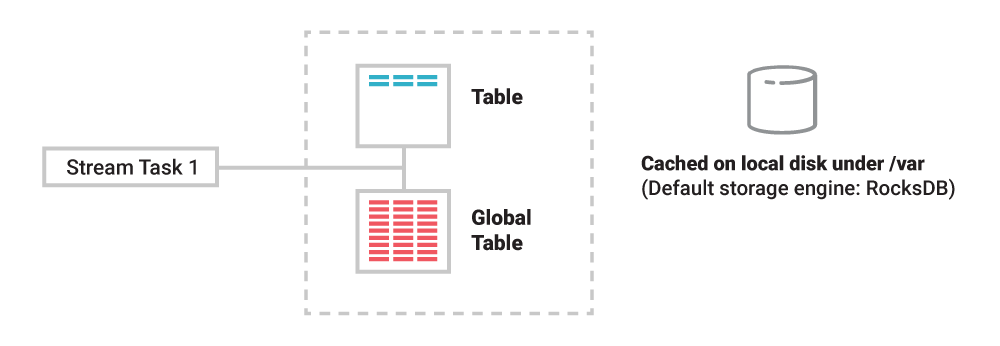 Table
Stream Task 1
Global
Table
Cached on local disk under /var
(Default storage engine: RocksDB)